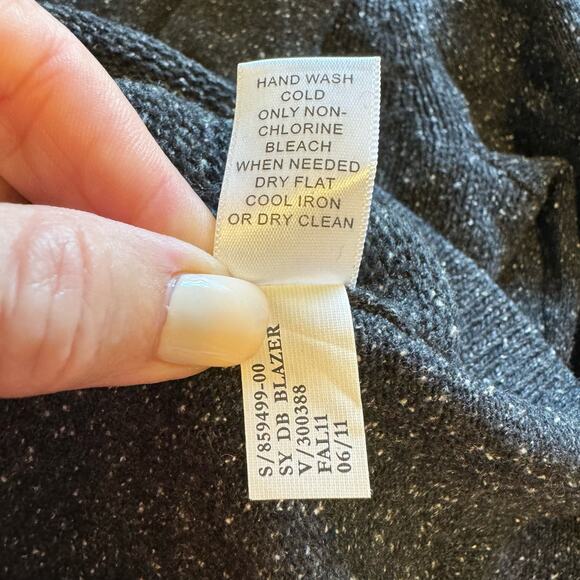 HAND WASH
COLD
ONLY NON-
CHLORINE
BLEACH
WHEN NEEDED
DRY FLAT
COOL IRON
OR DRY CLEAN
S/859499-00
SY DB BLAZER
V/300388
FALL11
06/11